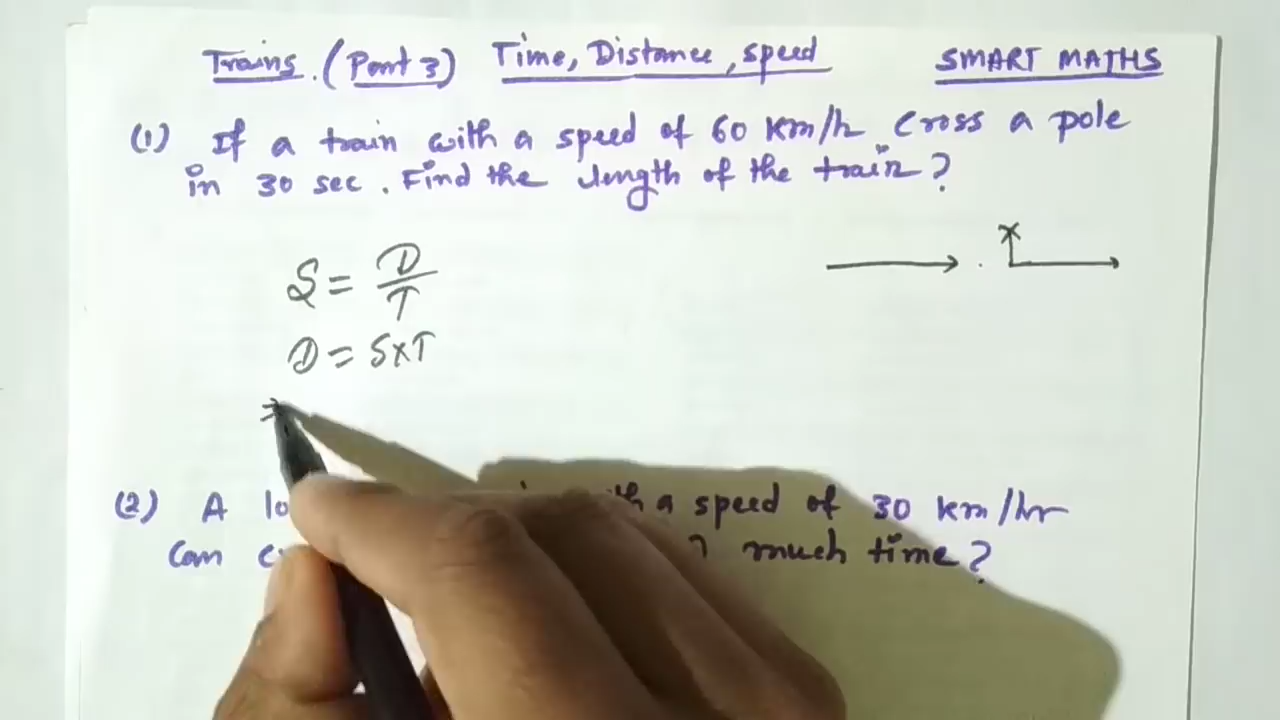 Trains. (Part 3) Time, Distance, speed SMART MATHS
(1) If a train with a speed of 60 Km/h Cross a pole
in 30 sec. Find the length of the train?
S = D/T
D = S×T
=
(2) A with a speed of 30 km/hr
Can much time?